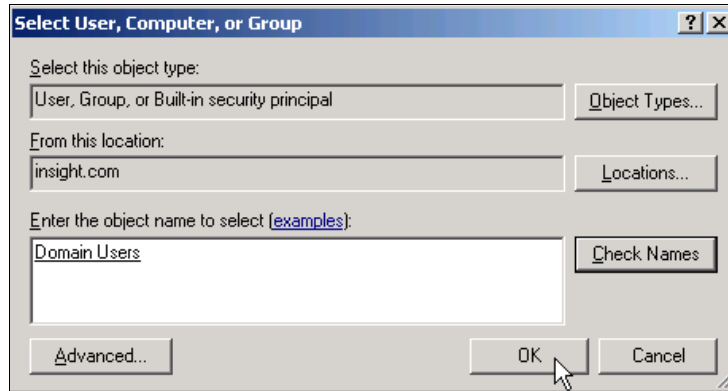 Select User, Computer, or Group
Select this object type:
User, Group, or Built-in security principal
Object Types...
From this location:
insight.com
Locations...
Enter the object name to select (examples):
Domain Users
Check Names
Advanced...
OK
Cancel